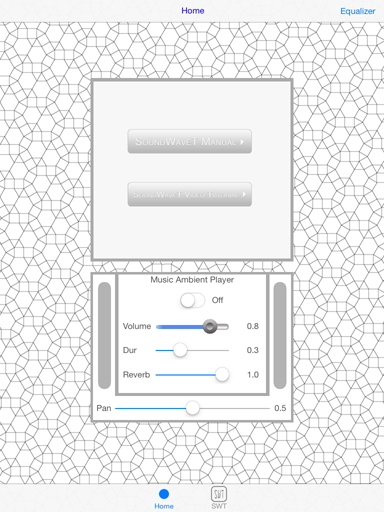 Home
Equalizer
SoundWave T Manual
Music Ambient Player
Off
Volume 0.8
Dur 0.3
Reverb 1.0
Pan 0.5
SWT
Home
SWT